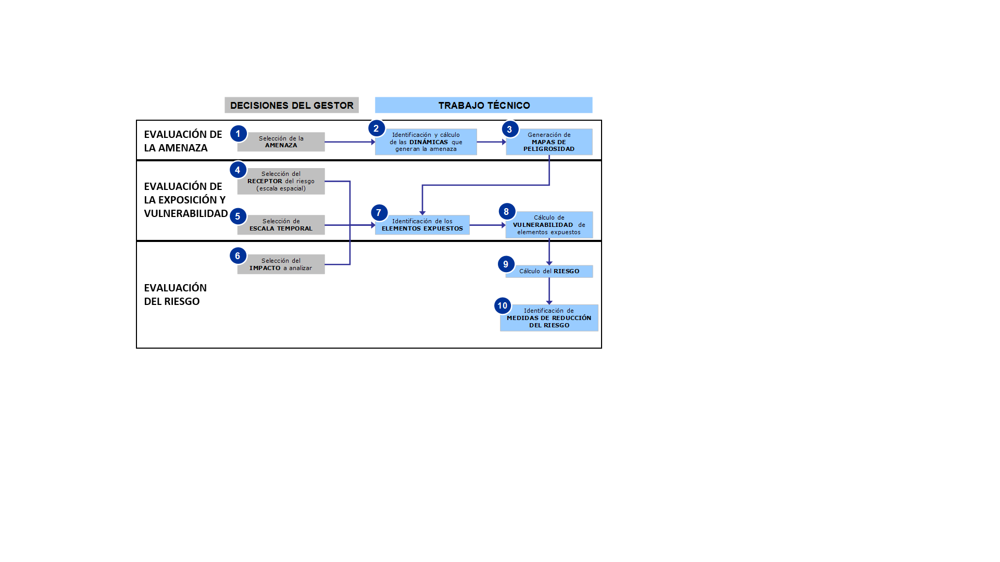 DECISIONES DEL GESTOR
TRABAJO TÉCNICO
EVALUACIÓN DE
LA AMENAZA
1
Selección de la
AMENAZA
2
Identificación y cálculo
de las DINÁMICAS que
generan la amenaza
3
Generación de
MAPAS DE
PELIGROSIDAD
EVALUACIÓN DE
LA EXPOSICIÓN Y
VULNERABILIDAD
4
Selección del
RECEPTOR del riesgo
(escala espacial)
5
Selección de
ESCALA TEMPORAL
7
Identificación de los
ELEMENTOS EXPUESTOS
8
Cálculo de
VULNERABILIDAD de
elementos expuestos
EVALUACIÓN
DEL RIESGO
6
Selección del
IMPACTO a analizar
9
Cálculo del RIESGO
10
Identificación de
MEDIDAS DE REDUCCIÓN
DEL RIESGO